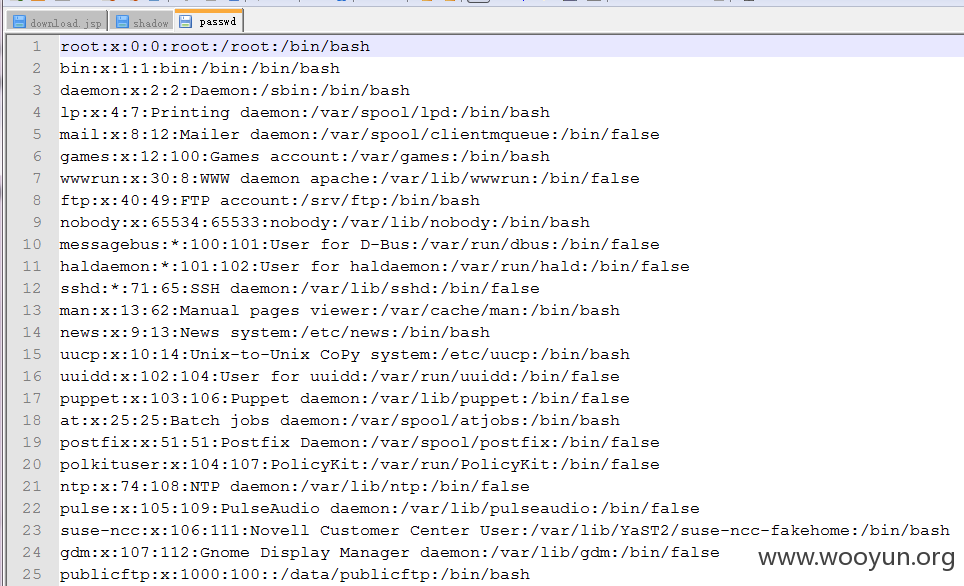 download.jsp shadow passwd
1 root:x:0:0:root:/root:/bin/bash
2 bin:x:1:1:bin:/bin:/bin/bash
3 daemon:x:2:2:Daemon:/sbin:/bin/bash
4 lp:x:4:7:Printing daemon:/var/spool/lpd:/bin/bash
5 mail:x:8:12:Mailer daemon:/var/spool/clientmqueue:/bin/false
6 games:x:12:100:Games account:/var/games:/bin/bash
7 wwwrun:x:30:8:WWW daemon apache:/var/lib/wwwrun:/bin/false
8 ftp:x:40:49:FTP account:/srv/ftp:/bin/bash
9 nobody:x:65534:65533:nobody:/var/lib/nobody:/bin/bash
10 messagebus:*:100:101:User for D-Bus:/var/run/dbus:/bin/false
11 haldaemon:*:101:102:User for haldaemon:/var/run/hald:/bin/false
12 sshd:*:71:65:SSH daemon:/var/lib/sshd:/bin/false
13 man:x:13:62:Manual pages viewer:/var/cache/man:/bin/bash
14 news:x:9:13:News system:/etc/news:/bin/bash
15 uucp:x:10:14:Unix-to-Unix CoPy system:/etc/uucp:/bin/bash
16 uuidd:x:102:104:User for uuidd:/var/run/uuidd:/bin/false
17 puppet:x:103:106:Puppet daemon:/var/lib/puppet:/bin/false
18 at:x:25:25:Batch jobs daemon:/var/spool/atjobs:/bin/bash
19 postfix:x:51:51:Postfix Daemon:/var/spool/postfix:/bin/false
20 polkituser:x:104:107:PolicyKit:/var/run/PolicyKit:/bin/false
21 ntp:x:74:108:NTP daemon:/var/lib/ntp:/bin/false
22 pulse:x:105:109:PulseAudio daemon:/var/lib/pulseaudio:/bin/false
23 suse-ncc:x:106:111:Novell Customer Center User:/var/lib/YaST2/suse-ncc-fakehome:/bin/bash
24 gdm:x:107:112:Gnome Display Manager daemon:/var/lib/gdm:/bin/false
25 publicftp:x:1000:100::/data/publicftp:/bin/bash
www.wooyun.org